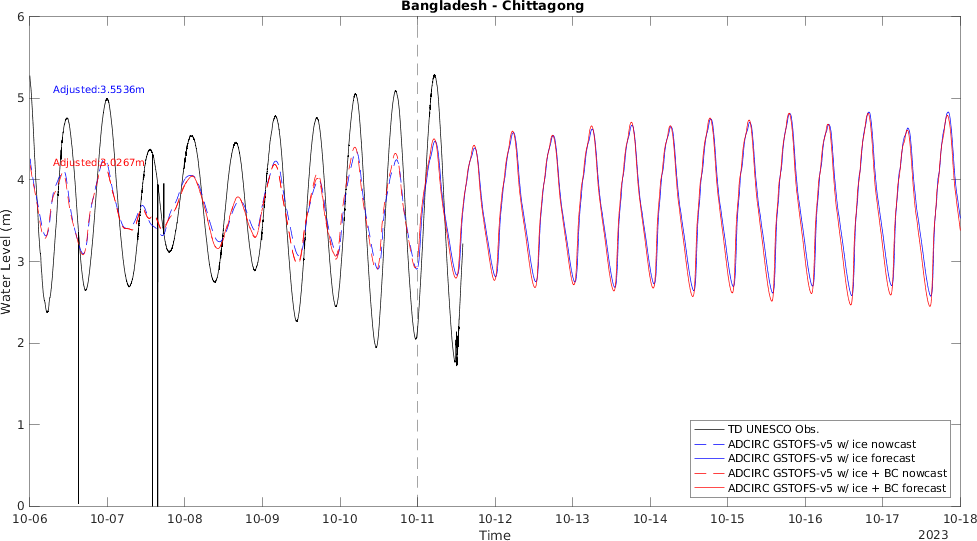 Bangladesh - Chittagong
6
5
4
3
2
1
0
Water Level (m)
Adjusted:3.5536m
Adjusted:3.0267m
10-06 10-07 10-08 10-09 10-10 10-11 10-12 10-13 10-14 10-15 10-16 10-17 10-18
Time
2023
TD UNESCO Obs.
ADCIRC GSTOFS-v5 w/ ice nowcast
ADCIRC GSTOFS-v5 w/ ice forecast
ADCIRC GSTOFS-v5 w/ ice + BC nowcast
ADCIRC GSTOFS-v5 w/ ice + BC forecast